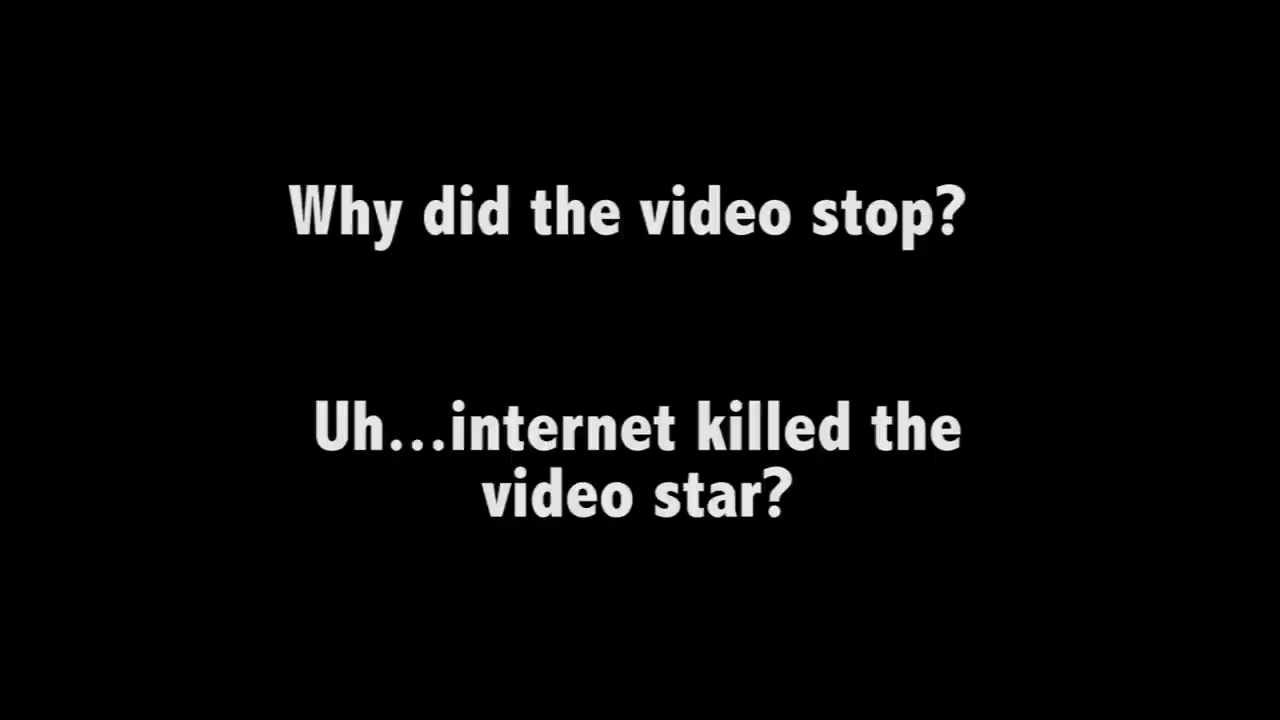 Why did the video stop?
Uh...internet killed the
video star?